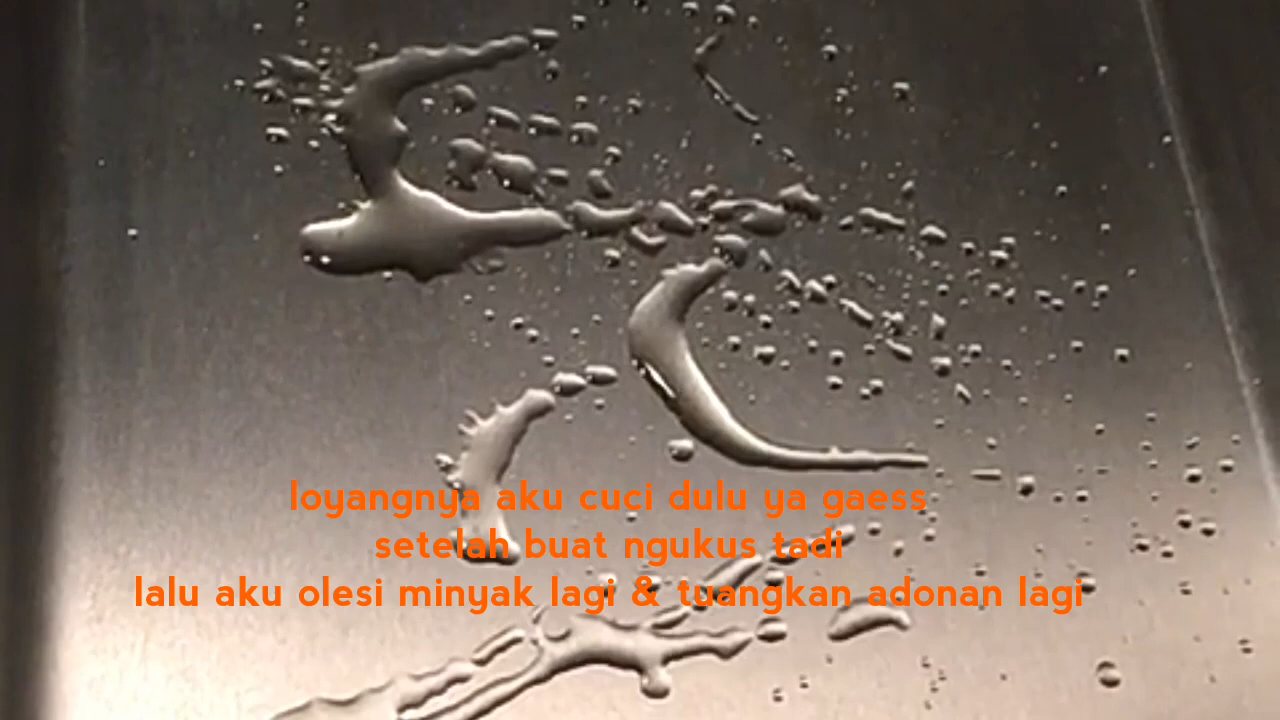 loyangnya aku cuci dulu ya gaess
setelah buat ngukus tadi
lalu aku olesi minyak lagi & tuangkan adonan lagi